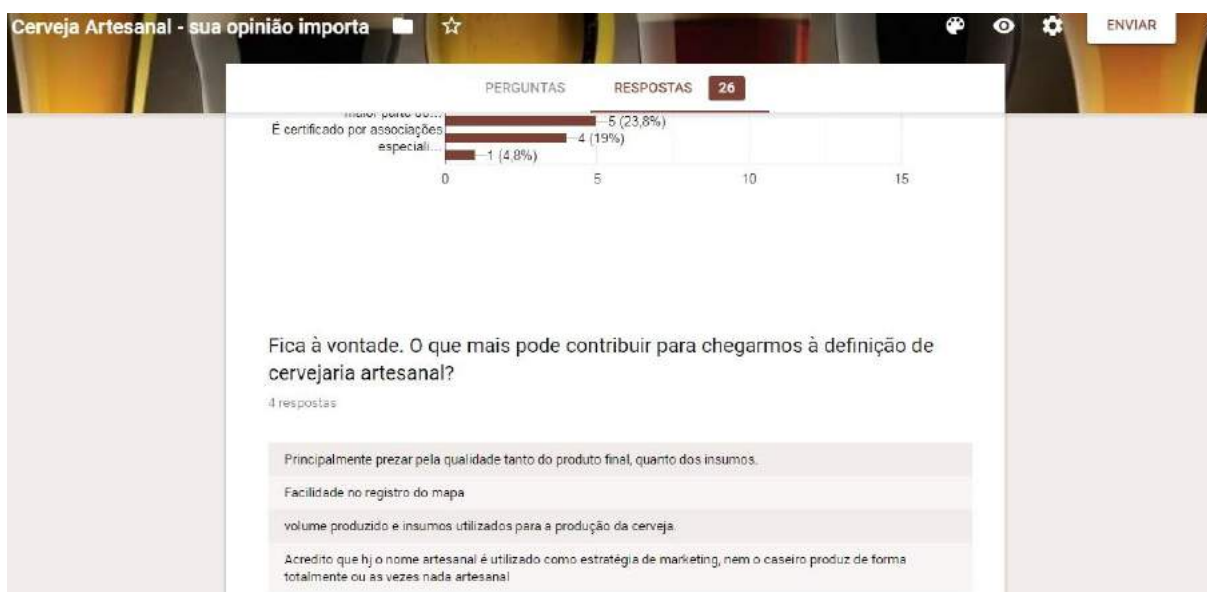 Cerveja Artesanal - sua opinião importa
ENVIAR
PERGUNTAS RESPOSTAS 26
maior parte do...
5 (23,8%)
É certificado por associações
especiali...
4 (19%)
1 (4,8%)
0 5 10 15
Fica à vontade. O que mais pode contribuir para chegarmos à definição de
cervejaria artesanal?
4 respostas
Principalmente prezar pela qualidade tanto do produto final, quanto dos insumos.
Facilidade no registro do mapa
volume produzido e insumos utilizados para a produção da cerveja.
Acredito que hj o nome artesanal é utilizado como estratégia de marketing, nem o caseiro produz de forma
totalmente ou as vezes nada artesanal